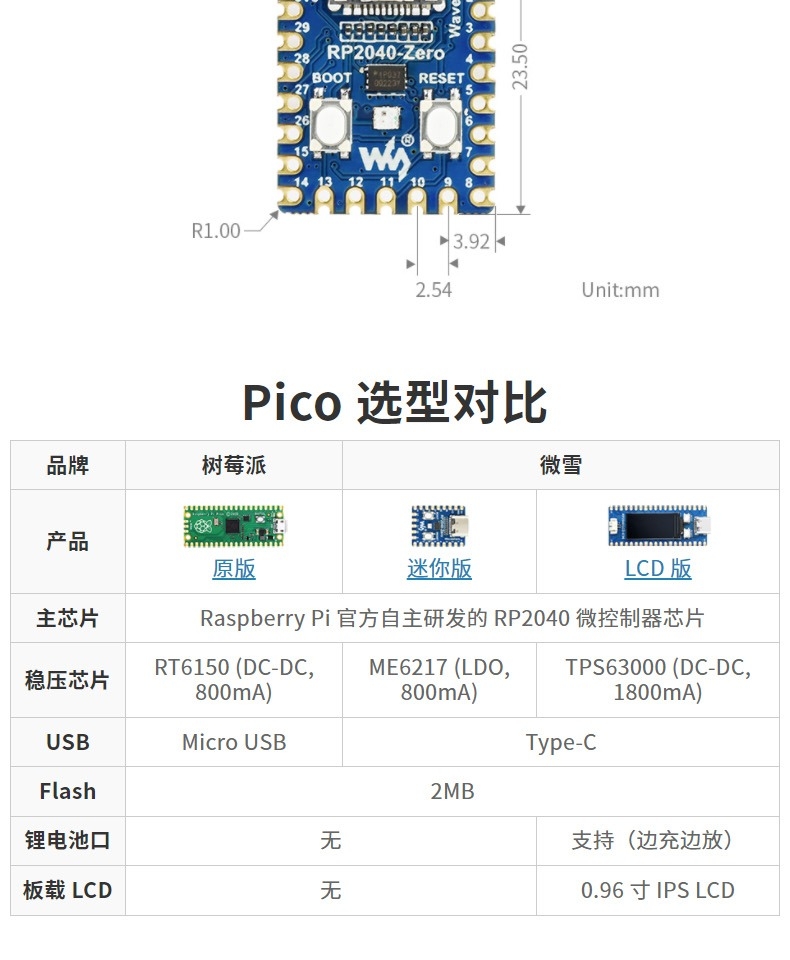 29
28
27
26
15
14 13 12 11 10 9 8
3
4
5
6
7
Wave
RP2040-Zero
BOOT RESET
23.50
R1.00
3.92
2.54
Unit:mm
Pico 选型对比
品牌 树莓派 微雪
产品 原版 迷你版 LCD 版
主芯片 Raspberry Pi 官方自主研发的 RP2040 微控制器芯片
稳压芯片 RT6150 (DC-DC, 800mA) ME6217 (LDO, 800mA) TPS63000 (DC-DC, 1800mA)
USB Micro USB Type-C
Flash 2MB
锂电池口 无 支持（边充边放）
板载 LCD 无 0.96 寸 IPS LCD